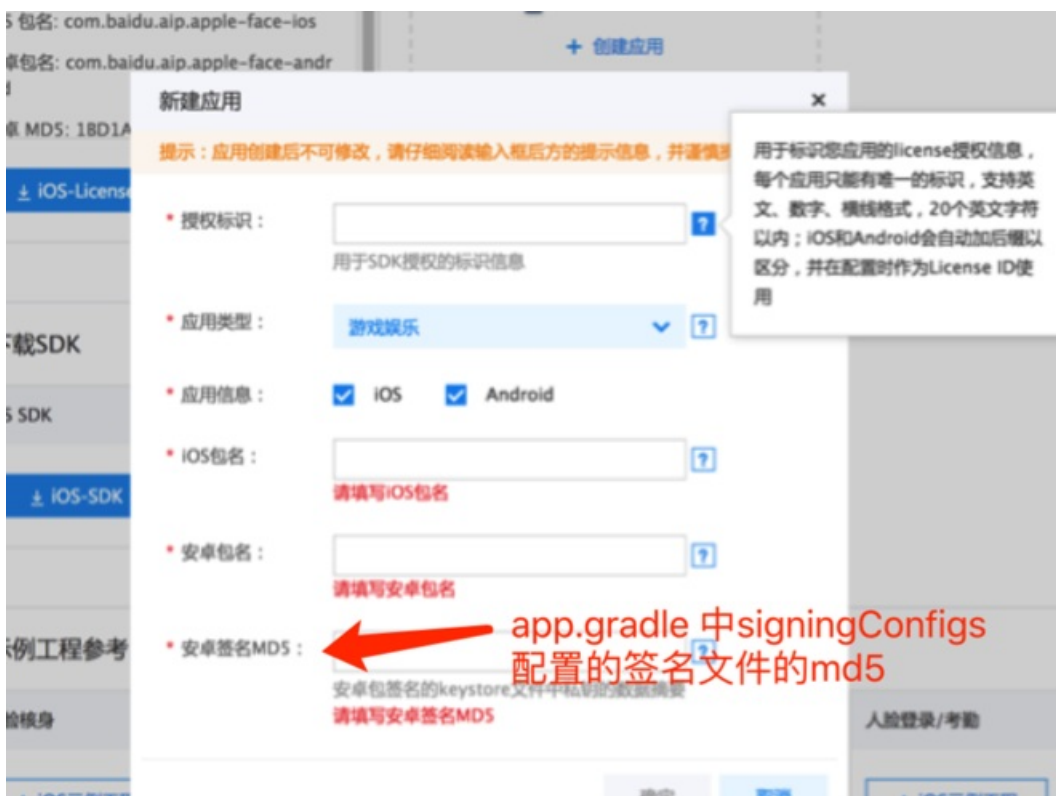 包名: com.baidu.aip.apple-face-ios
+ 创建应用
卓包名: com.baidu.aip.apple-face-andr
新建应用
×
卓 MD5: 1BD1A
提示：应用创建后不可修改，请仔细阅读输入框后方的提示信息，并谨慎
用于标识您应用的license授权信息，
每个应用只能有唯一的标识，支持英
文、数字、横线格式，20个英文字符
以内；iOS和Android会自动加后缀以
区分，并在配置时作为License ID使
用
iOS-License
* 授权标识：
?
用于SDK授权的标识信息
* 应用类型：
游戏娱乐
?
下载SDK
* 应用信息：
iOS
Android
S SDK
* iOS包名：
?
请填写iOS包名
iOS-SDK
* 安卓包名：
?
请填写安卓包名
app.gradle 中signingConfigs
配置的签名文件的md5
示例工程参考
* 安卓签名MD5：
?
安卓包签名的keystore文件中私钥的数据摘要
请填写安卓签名MD5
脸核身
人脸登录/考勤
确定
取消